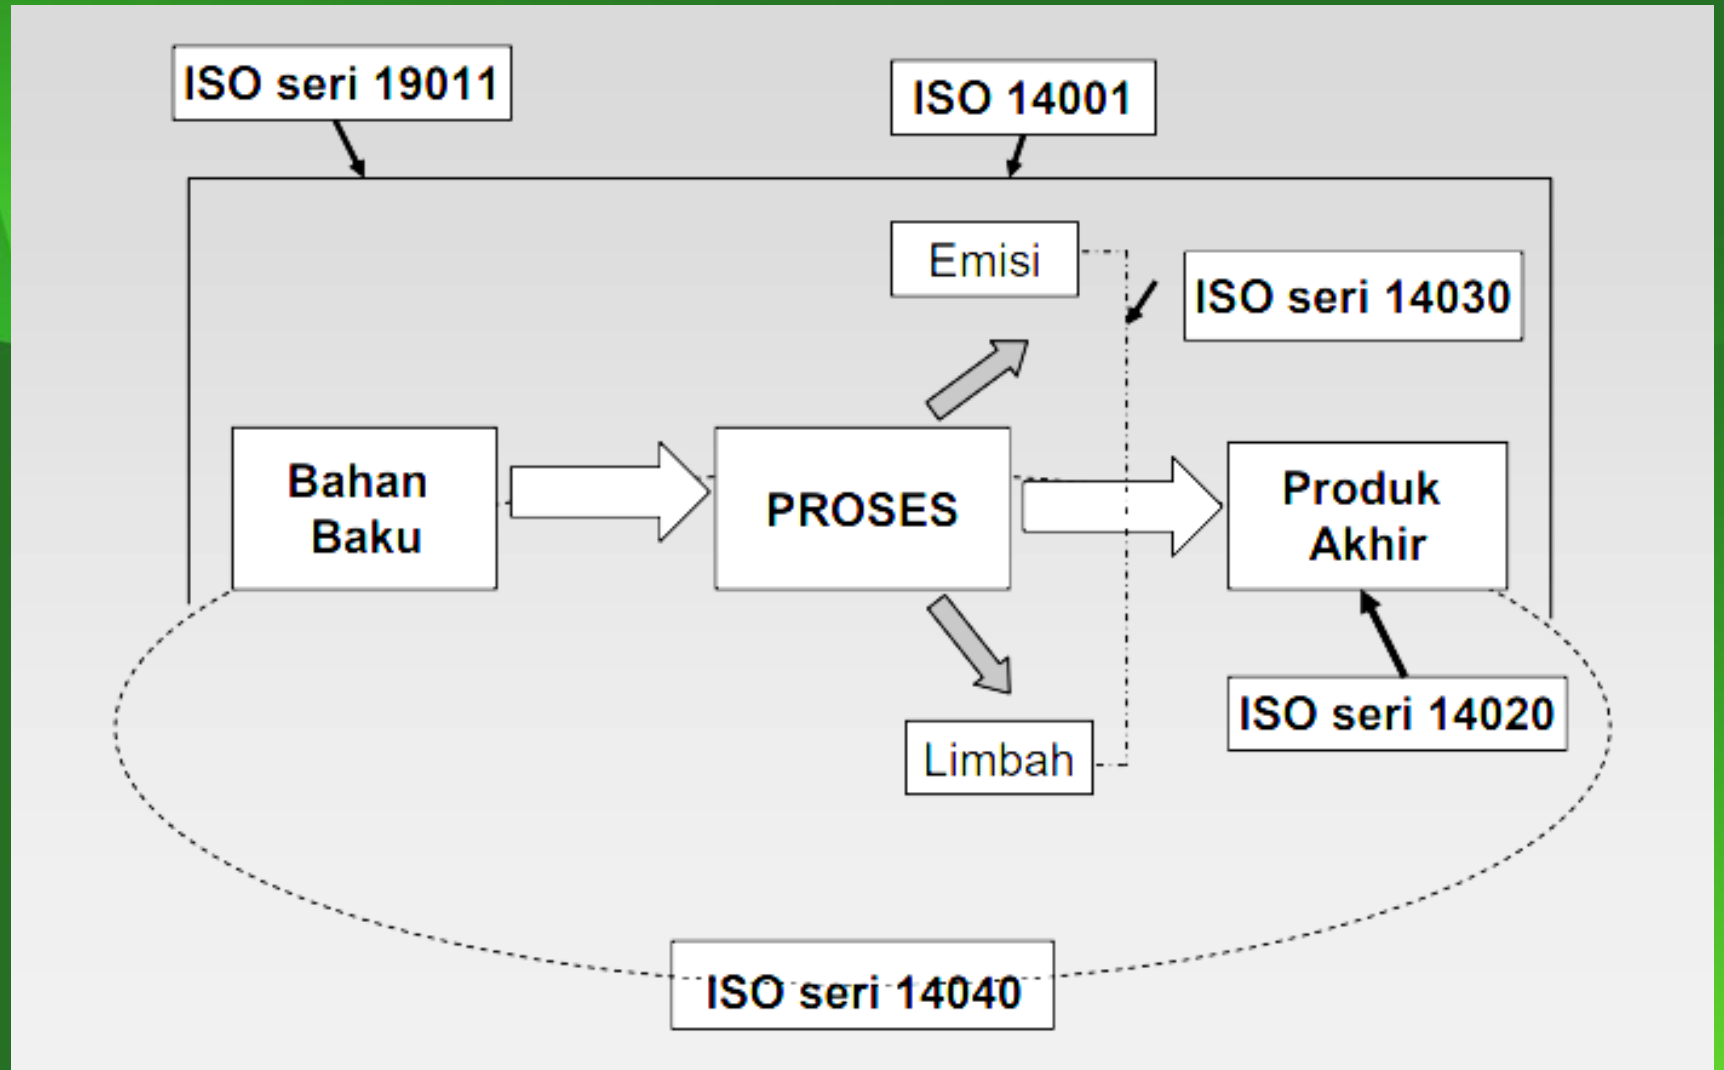 ISO seri 19011
ISO 14001
Emisi
ISO seri 14030
Bahan
Baku
PROSES
Produk
Akhir
ISO seri 14020
Limbah
ISO seri 14040